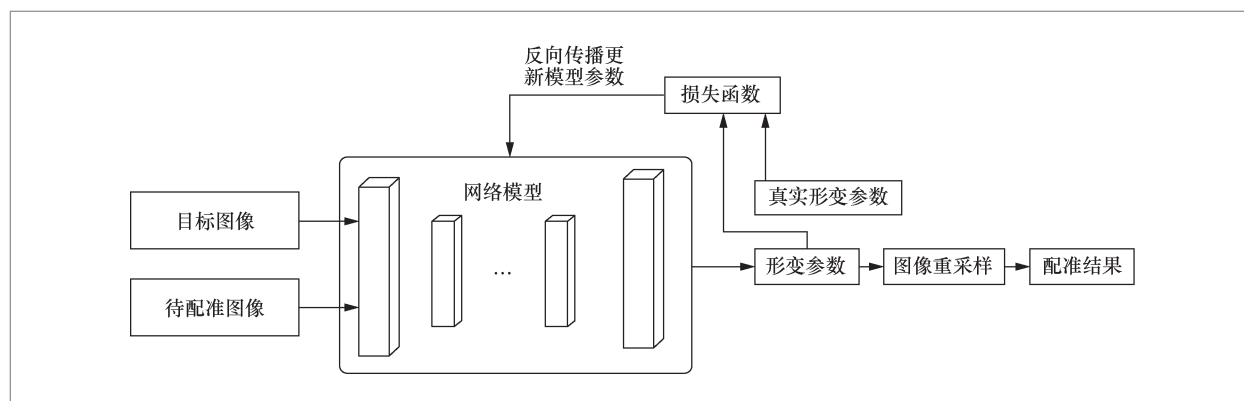 反向传播更
新模型参数
损失函数
网络模型
真实形变参数
目标图像
待配准图像
…
形变参数
图像重采样
配准结果